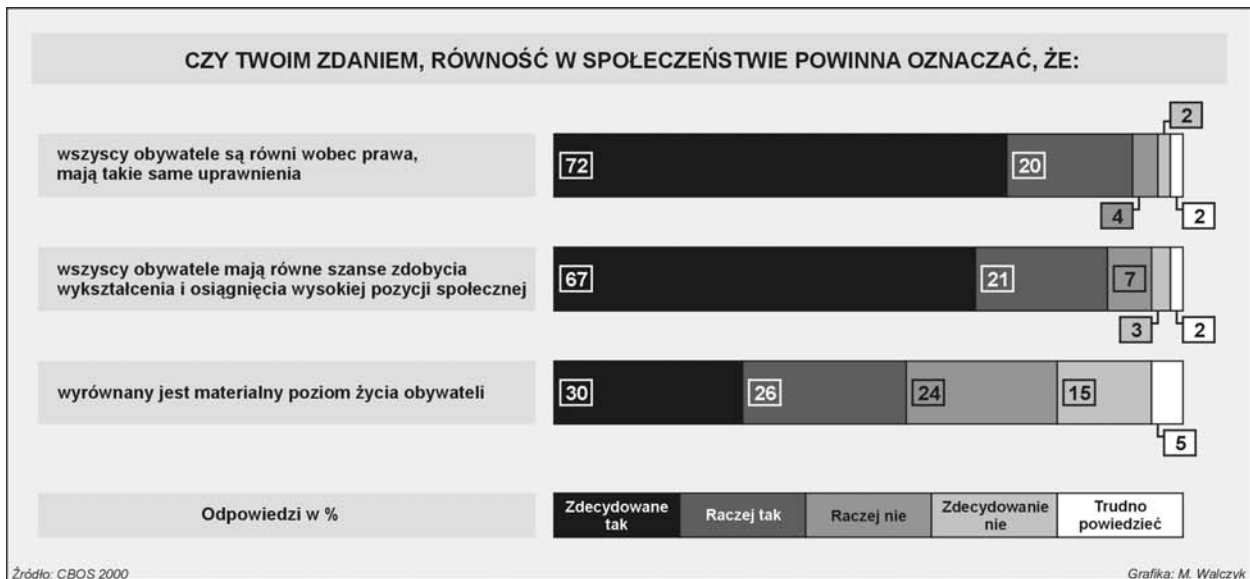 CZY TWOIM ZDANIEM, RÓWNOŚĆ W SPOŁECZEŃSTWIE POWINNA OZNACZAĆ, ŻE:
wszyscy obywatele są równi wobec prawa,
mają takie same uprawnienia
72 20 4 2 2
wszyscy obywatele mają równe szanse zdobycia
wykształcenia i osiągnięcia wysokiej pozycji społecznej
67 21 7 3 2
wyrównany jest materialny poziom życia obywateli
30 26 24 15 5
Odpowiedzi w %
Zdecydowane
tak
Raczej tak
Raczej nie
Zdecydowanie
nie
Trudno
powiedzieć
Źródło: CBOS 2000
Grafika: M. Walczyk